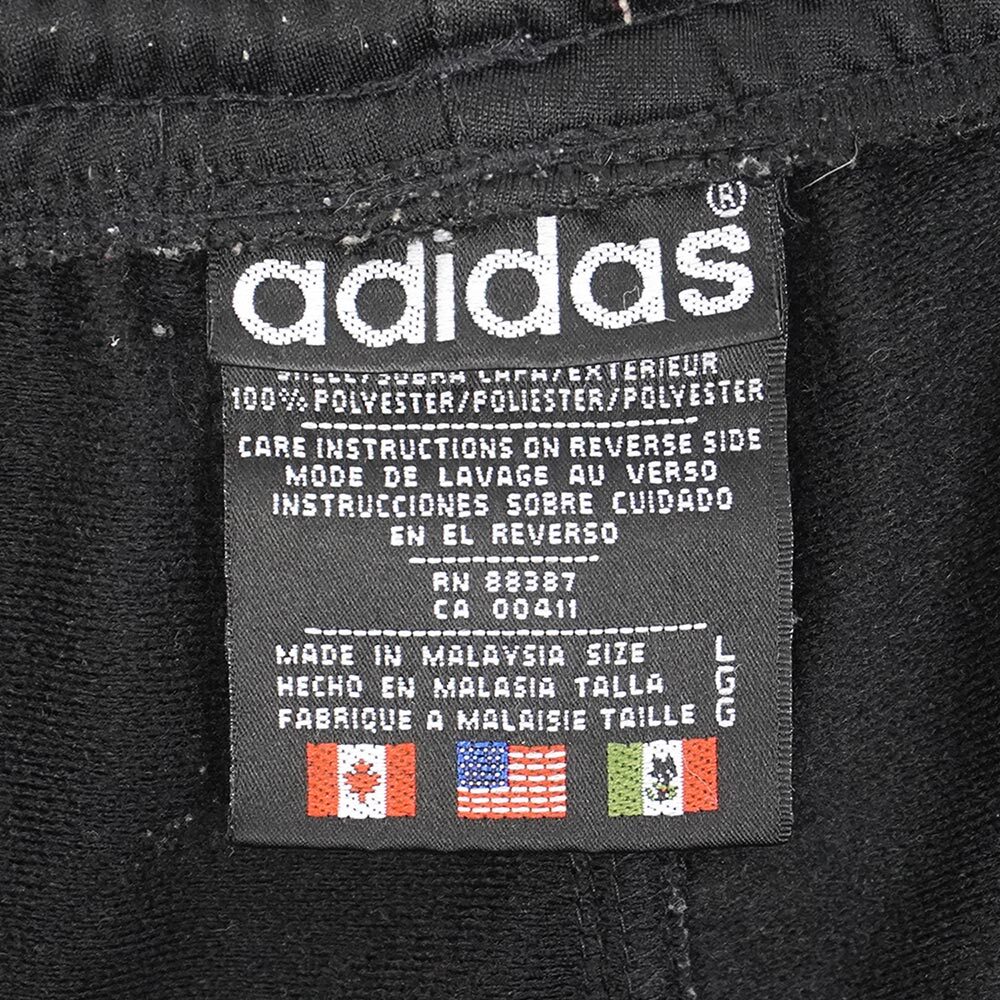 adidas®
100% POLYESTER/POLIESTER/POLYESTER
CARE INSTRUCTIONS ON REVERSE SIDE
MODE DE LAVAGE AU VERSO
INSTRUCCIONES SOBRE CUIDADO
EN EL REVERSO
RN 88387
CA 00411
MADE IN MALAYSIA SIZE L
HECHO EN MALASIA TALLA G
FABRIQUE A MALAISIE TAILLE G